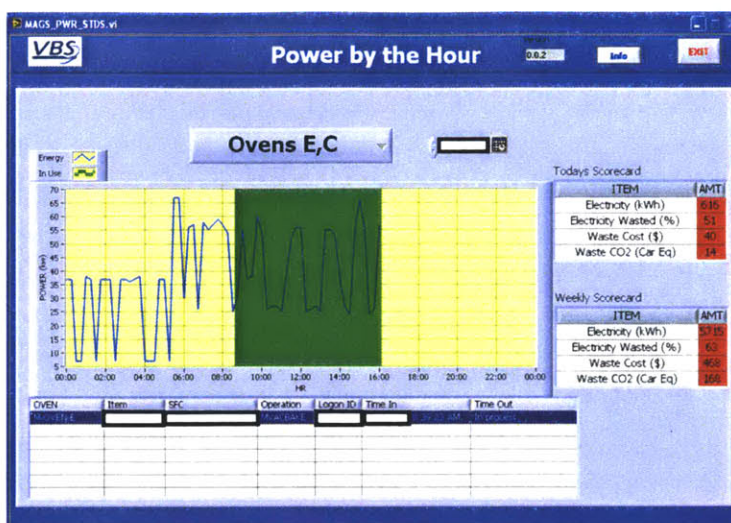 MAGS_PWR_STDS.vi
VBS
Power by the Hour
0.0.2
Info
EXIT
Ovens E,C
Energy
In Use
Todays Scorecard
ITEM AMT
Electricity (kWh) 616
Electricity Wasted (%) 51
Waste Cost ($) 40
Waste CO2 (Car Eq) 14
70
65
60
55
50
45
40
35
30
25
20
15
10
5
POWER (kw)
00:00 02:00 04:00 06:00 08:00 10:00 12:00 14:00 16:00 18:00 20:00 22:00 00:00
HR
Weekly Scorecard
ITEM AMT
Electricity (kWh) 5715
Electricity Wasted (%) 63
Waste Cost ($) 468
Waste CO2 (Car Eq) 166
OVEN Item SFC Operation Logon ID Time In Time Out